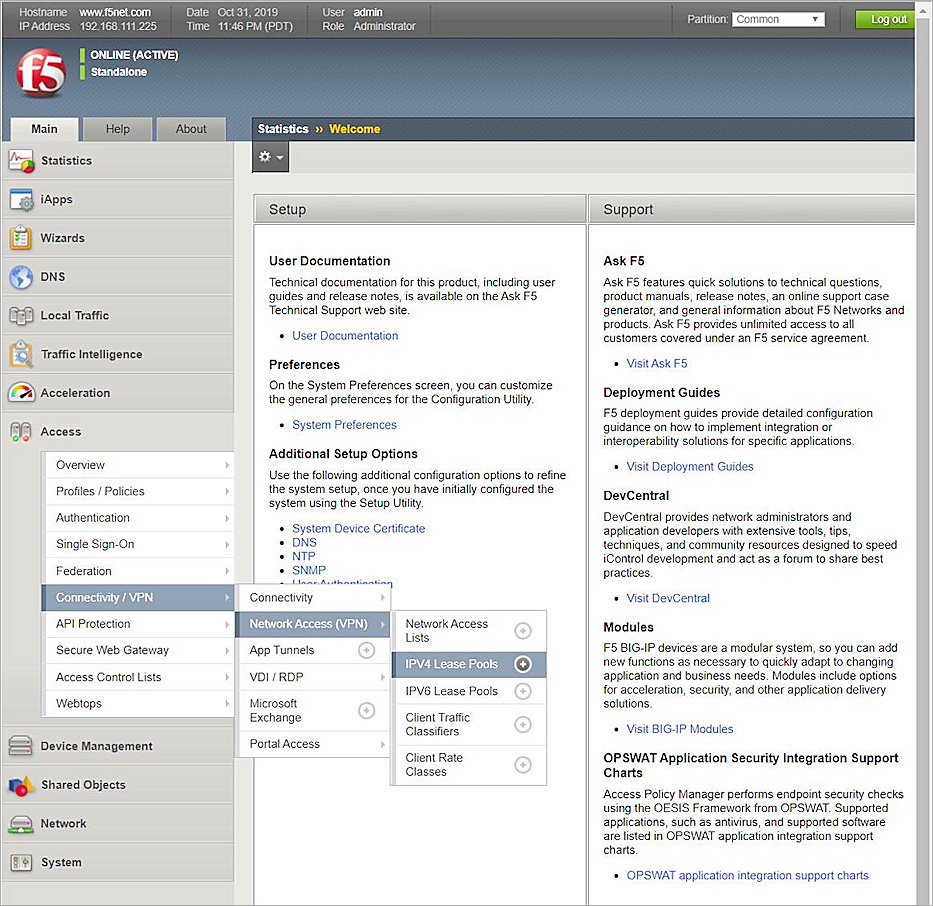 Hostname www.f5net.com Date Oct 31, 2019 User admin
IP Address 192.168.111.225 Time 11:46 PM (PDT) Role Administrator
Partition: Common
Log out
f5
ONLINE (ACTIVE)
Standalone
Main Help About
Statistics
iApps
Wizards
DNS
Local Traffic
Traffic Intelligence
Acceleration
Access
Overview
Profiles / Policies
Authentication
Single Sign-On
Federation
Connectivity / VPN
API Protection
Secure Web Gateway
Access Control Lists
Webtops
Device Management
Shared Objects
Network
System
Connectivity
Network Access (VPN)
App Tunnels
VDI / RDP
Microsoft
Exchange
Portal Access
Network Access
Lists
IPV4 Lease Pools
IPV6 Lease Pools
Client Traffic
Classifiers
Client Rate
Classes
Statistics ›› Welcome
Setup
User Documentation
Technical documentation for this product, including user
guides and release notes, is available on the Ask F5
Technical Support web site.
• User Documentation
Preferences
On the System Preferences screen, you can customize
the general preferences for the Configuration Utility.
• System Preferences
Additional Setup Options
Use the following additional configuration options to refine
the system setup, once you have initially configured the
system using the Setup Utility.
• System Device Certificate
• DNS
• NTP
• SNMP
• User Authentication
Support
Ask F5
Ask F5 features quick solutions to technical questions,
product manuals, release notes, an online support case
generator, and general information about F5 Networks and
products. Ask F5 provides unlimited access to all
customers covered under an F5 service agreement.
• Visit Ask F5
Deployment Guides
F5 deployment guides provide detailed configuration
guidance on how to implement integration or
interoperability solutions for specific applications.
• Visit Deployment Guides
DevCentral
DevCentral provides network administrators and
application developers with extensive tools, tips,
techniques, and community resources designed to speed
iControl development and act as a forum to share best
practices.
• Visit DevCentral
Modules
F5 BIG-IP devices are a modular system, so you can add
new functions as necessary to quickly adapt to changing
application and business needs. Modules include options
for acceleration, security, and other application delivery
solutions.
• Visit BIG-IP Modules
OPSWAT Application Security Integration Support
Charts
Access Policy Manager performs endpoint security checks
using the OESIS Framework from OPSWAT. Supported
applications, such as antivirus, and supported software
are listed in OPSWAT application integration support
charts.
• OPSWAT application integration support charts